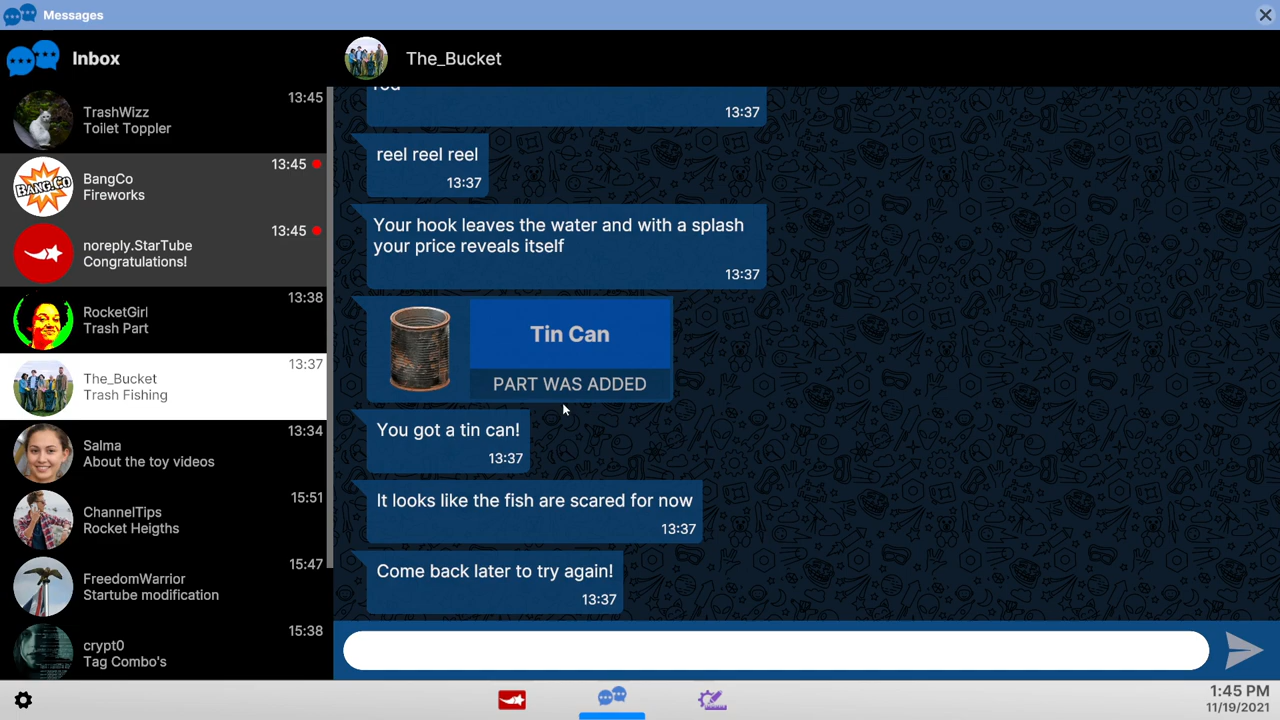 Messages
Inbox
TrashWizz
Toilet Toppler
13:45
BangCo
Fireworks
13:45
BANG.CO
noreply.StarTube
Congratulations!
13:45
RocketGirl
Trash Part
13:38
The_Bucket
Trash Fishing
13:37
Salma
About the toy videos
13:34
ChannelTips
Rocket Heigths
15:51
FreedomWarrior
Startube modification
15:47
crypt0
Tag Combo's
15:38
The_Bucket
13:37
reel reel reel
13:37
Your hook leaves the water and with a splash
your price reveals itself
13:37
Tin Can
PART WAS ADDED
You got a tin can!
13:37
It looks like the fish are scared for now
13:37
Come back later to try again!
13:37
1:45 PM
11/19/2021